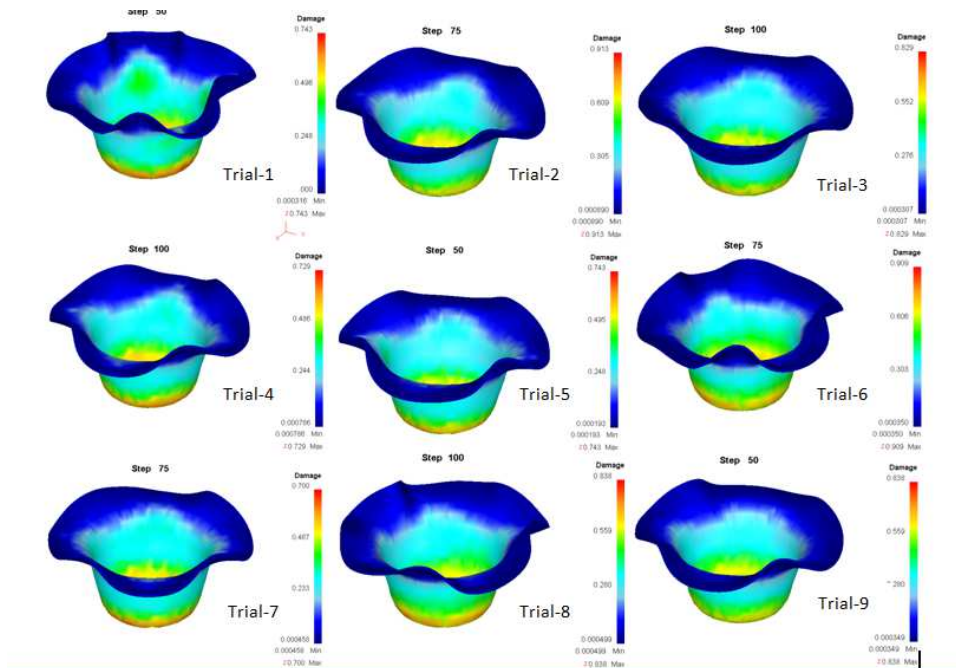 Step 50
Damage
0.743
0.496
0.248
.000
0.000316 Min
0.743 Max
Trial-1
Step 75
Damage
0.913
0.609
0.305
0.000890
0.000890 Min
0.913 Max
Trial-2
Step 100
Damage
0.829
0.552
0.276
0.000307
0.000307 Min
0.829 Max
Trial-3
Step 100
Damage
0.729
0.486
0.244
0.000786
0.000786 Min
0.729 Max
Trial-4
Step 50
Damage
0.743
0.495
0.248
0.000193
0.000193 Min
0.743 Max
Trial-5
Step 75
Damage
0.909
0.606
0.303
0.000350
0.000350 Min
0.909 Max
Trial-6
Step 75
Damage
0.700
0.467
0.233
0.000458
0.000458 Min
0.700 Max
Trial-7
Step 100
Damage
0.838
0.559
0.280
0.000499
0.000499 Min
0.838 Max
Trial-8
Step 50
Damage
0.838
0.559
280
0.000349
0.000349 Min
0.838 Max
Trial-9